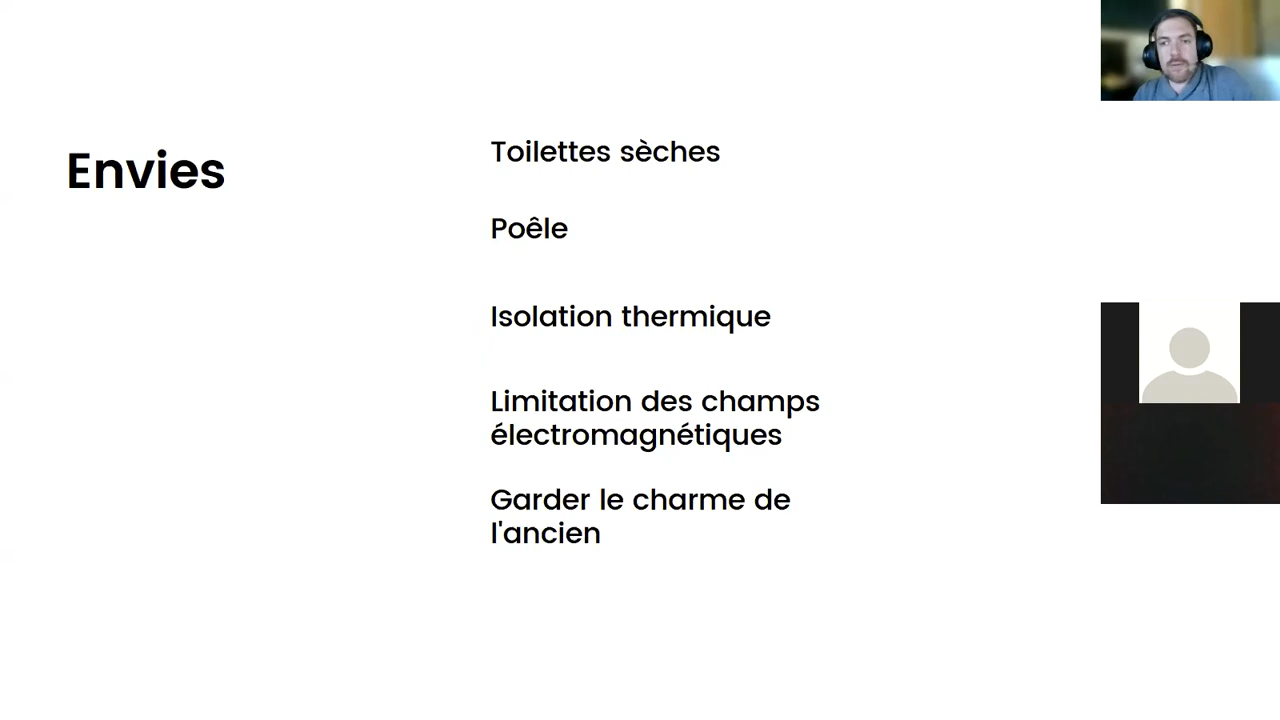 Envies
Toilettes sèches
Poêle
Isolation thermique
Limitation des champs
électromagnétiques
Garder le charme de
l'ancien